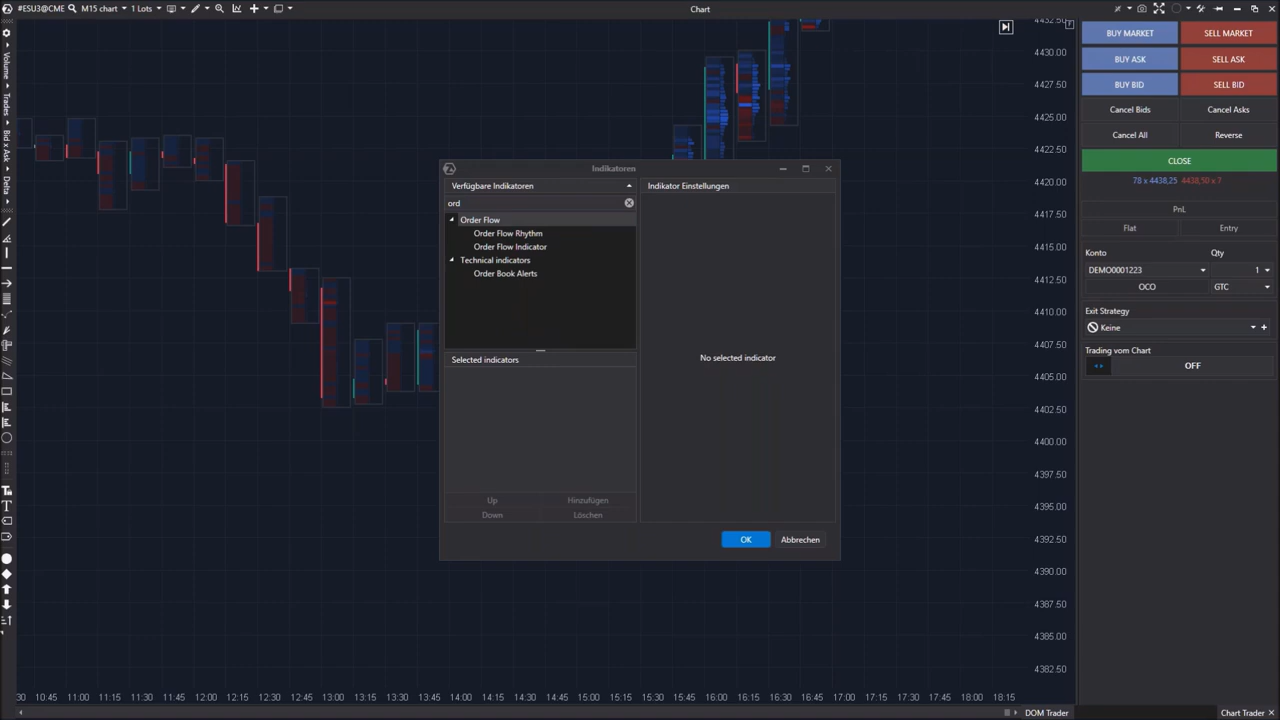 #ESU3@CME M15 chart 1 Lots Chart
BUY MARKET SELL MARKET
BUY ASK SELL ASK
BUY BID SELL BID
Cancel Bids Cancel Asks
Cancel All Reverse
CLOSE
78 x 4438,25 4438,50 x 7
PnL
Flat Entry
Konto Qty
DEMO0001223 1
OCO GTC
Exit Strategy
Keine
Trading vom Chart
OFF
Volume
Trades
Bid x Ask
Delta
Indikatoren
Verfügbare Indikatoren
ord
Order Flow
Order Flow Rhythm
Order Flow Indicator
Technical indicators
Order Book Alerts
Selected indicators
Up Hinzufügen
Down Löschen
Indikator Einstellungen
No selected indicator
OK Abbrechen
F
4432.50
4430.00
4427.50
4425.00
4422.50
4420.00
4417.50
4415.00
4412.50
4410.00
4407.50
4405.00
4402.50
4400.00
4397.50
4395.00
4392.50
4390.00
4387.50
4385.00
4382.50
30 10:45 11:00 11:15 11:30 11:45 12:00 12:15 12:30 12:45 13:00 13:15 13:30 13:45 14:00 14:15 14:30 14:45 15:00 15:15 15:30 15:45 16:00 16:15 16:30 16:45 17:00 17:15 17:30 17:45 18:00 18:15
DOM Trader Chart Trader